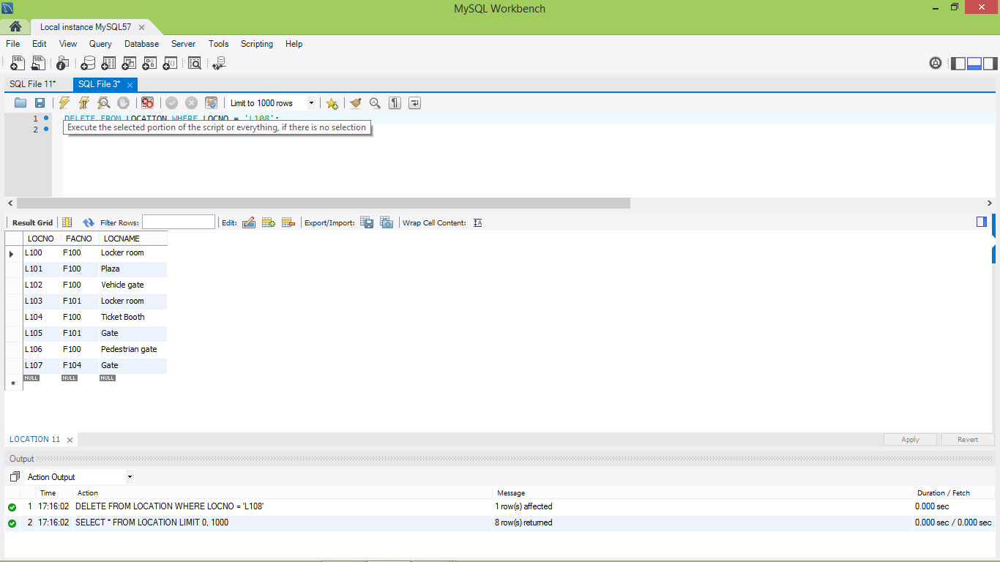 MySQL Workbench
Local instance MySQL57
File Edit View Query Database Server Tools Scripting Help
SQL File 11* SQL File 3*
Limit to 1000 rows
1 DELETE FROM LOCATION WHERE LOCNO = 'L108';
2
Execute the selected portion of the script or everything, if there is no selection
Result Grid Filter Rows: Edit: Export/Import: Wrap Cell Content: IA
LOCNO FACNO LOCNAME
L100 F100 Locker room
L101 F100 Plaza
L102 F100 Vehicle gate
L103 F101 Locker room
L104 F100 Ticket Booth
L105 F101 Gate
L106 F100 Pedestrian gate
L107 F104 Gate
NULL NULL NULL
LOCATION 11 Apply Revert
Output
Action Output
Time Action Message Duration / Fetch
1 17:16:02 DELETE FROM LOCATION WHERE LOCNO = 'L108' 1 row(s) affected 0.000 sec
2 17:16:02 SELECT * FROM LOCATION LIMIT 0, 1000 8 row(s) returned 0.000 sec / 0.000 sec